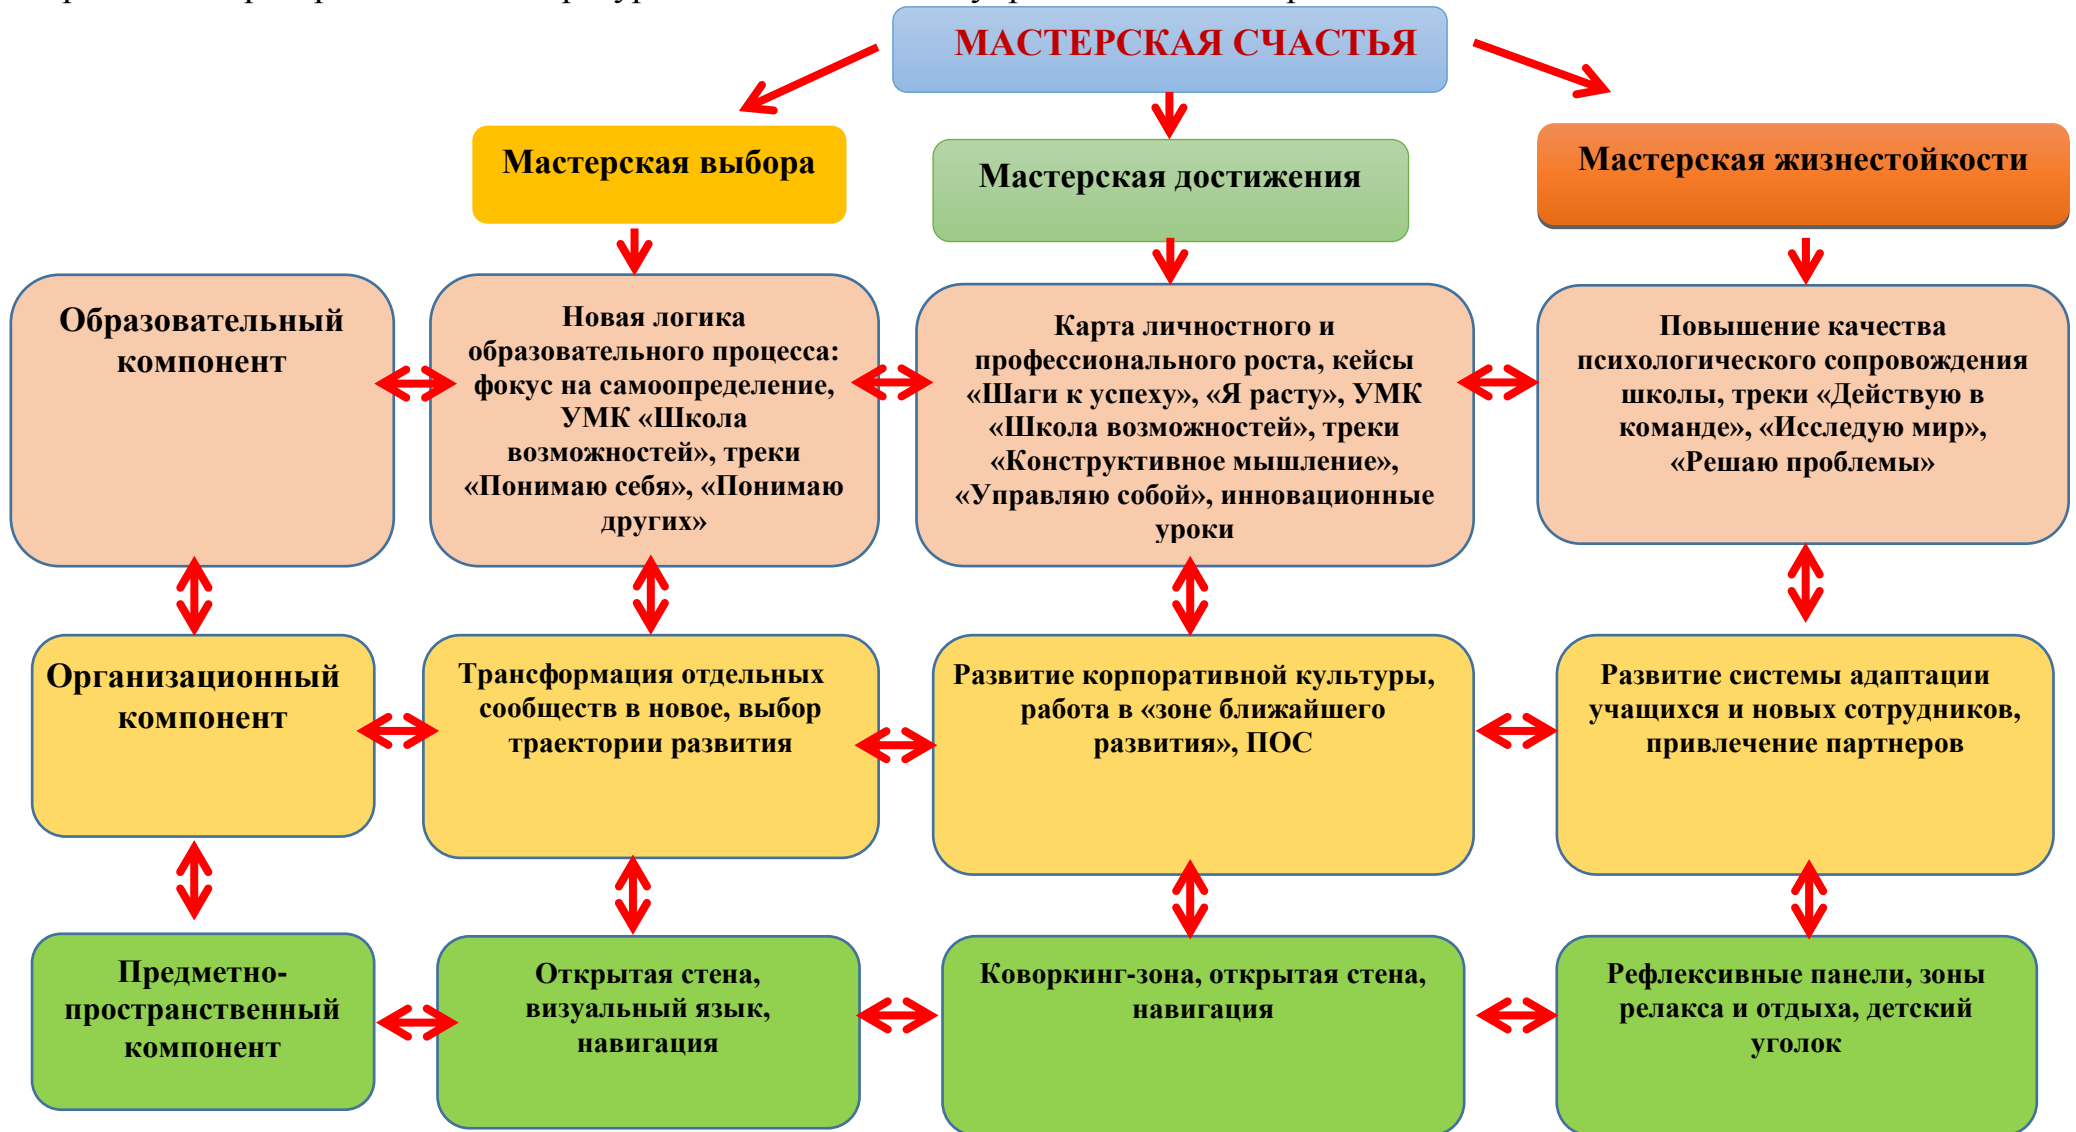 МАСТЕРСКАЯ СЧАСТЬЯ
Мастерская выбора
Мастерская достижения
Мастерская жизнестойкости
Образовательный
компонент
Новая логика
образовательного процесса:
фокус на самоопределение,
УМК «Школа
возможностей», треки
«Понимаю себя», «Понимаю
других»
Карта личностного и
профессионального роста, кейсы
«Шаги к успеху», «Я расту», УМК
«Школа возможностей», треки
«Конструктивное мышление»,
«Управляю собой», инновационные
уроки
Повышение качества
психологического сопровождения
школы, треки «Действую в
команде», «Исследую мир»,
«Решаю проблемы»
Организационный
компонент
Трансформация отдельных
сообществ в новое, выбор
траектории развития
Развитие корпоративной культуры,
работа в «зоне ближайшего
развития», ПОС
Развитие системы адаптации
учащихся и новых сотрудников,
привлечение партнеров
Предметно-
пространственный
компонент
Открытая стена,
визуальный язык,
навигация
Коворкинг-зона, открытая стена,
навигация
Рефлексивные панели, зоны
релакса и отдыха, детский
уголок